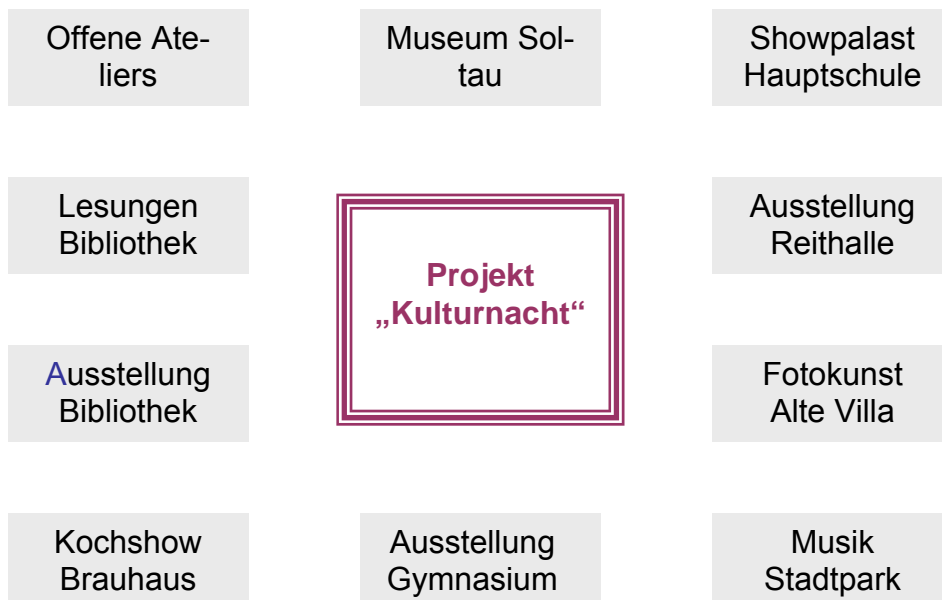 Offene Ate-
liers
Museum Sol-
tau
Showpalast
Hauptschule
Lesungen
Bibliothek
Projekt
„Kulturnacht“
Ausstellung
Reithalle
Ausstellung
Bibliothek
Fotokunst
Alte Villa
Kochshow
Brauhaus
Ausstellung
Gymnasium
Musik
Stadtpark